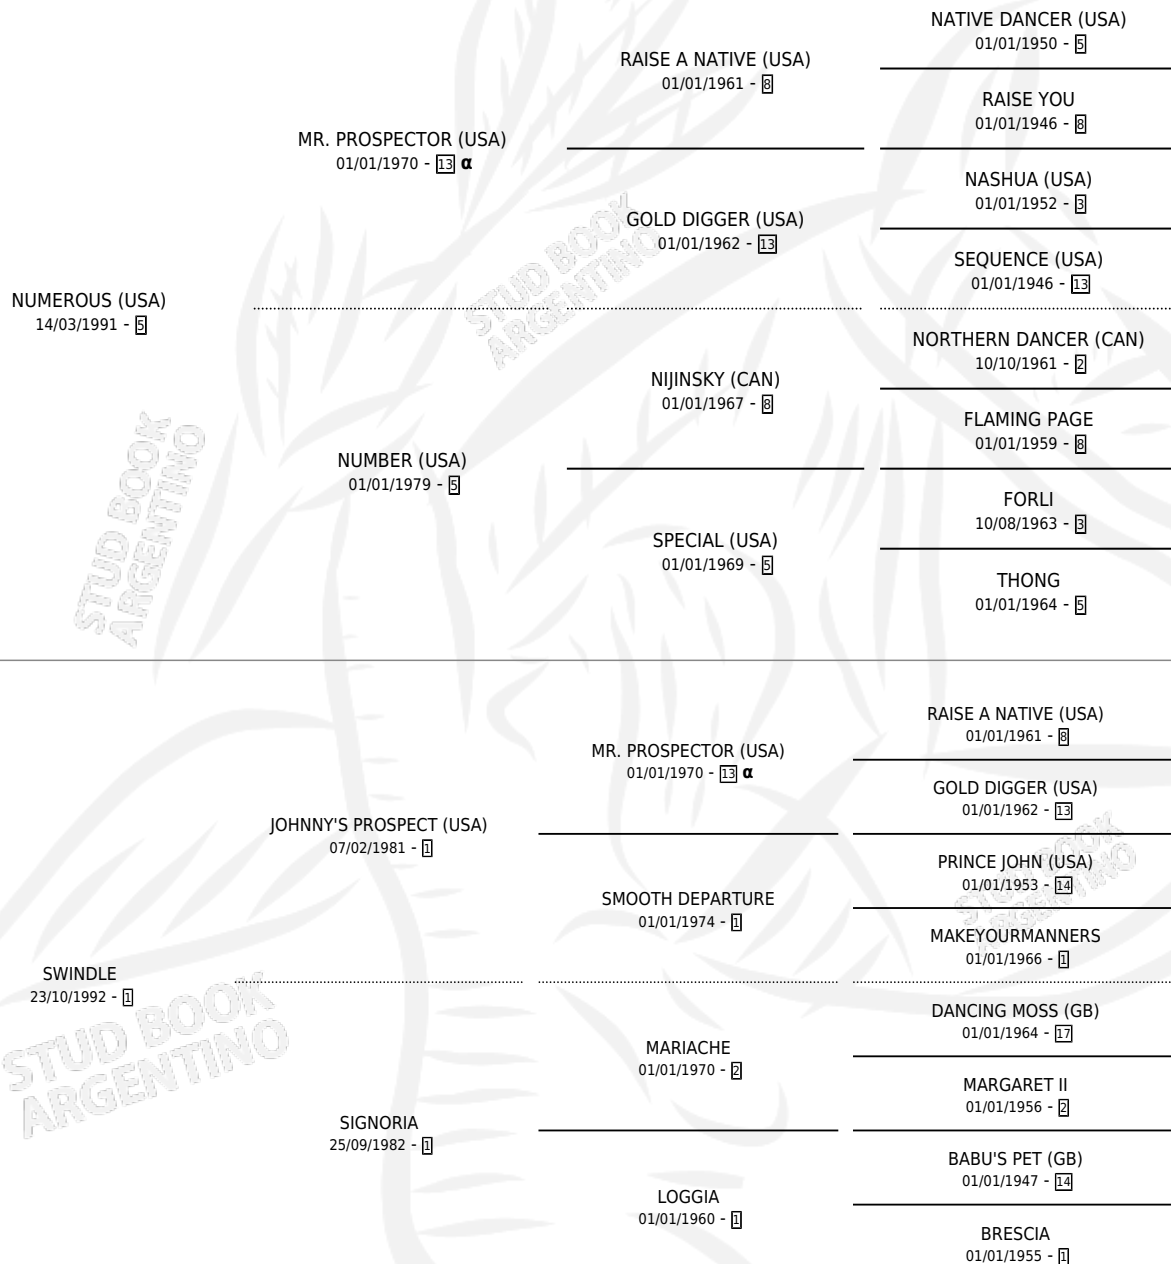 NATIVE DANCER (USA)
01/01/1950 - 5
RAISE A NATIVE (USA)
01/01/1961 - 8
RAISE YOU
01/01/1946 - 8
MR. PROSPECTOR (USA)
01/01/1970 - 13 α
NASHUA (USA)
01/01/1952 - 3
GOLD DIGGER (USA)
01/01/1962 - 13
SEQUENCE (USA)
01/01/1946 - 13
NUMEROUS (USA)
14/03/1991 - 5
STUD BOOK
ARGENTINO
NORTHERN DANCER (CAN)
10/10/1961 - 2
NIJINSKY (CAN)
01/01/1967 - 8
FLAMING PAGE
01/01/1959 - 8
NUMBER (USA)
01/01/1979 - 5
FORLI
10/08/1963 - 3
SPECIAL (USA)
01/01/1969 - 5
THONG
01/01/1964 - 5
STUD BOOK
ARGENTINO
RAISE A NATIVE (USA)
01/01/1961 - 8
MR. PROSPECTOR (USA)
01/01/1970 - 13 α
GOLD DIGGER (USA)
01/01/1962 - 13
JOHNNY'S PROSPECT (USA)
07/02/1981 - 1
PRINCE JOHN (USA)
01/01/1953 - 14
SMOOTH DEPARTURE
01/01/1974 - 1
MAKEYOURMANNERS
01/01/1966 - 1
STUD BOOK
ARGENTINO
SWINDLE
23/10/1992 - 1
STUD BOOK
ARGENTINO
DANCING MOSS (GB)
01/01/1964 - 17
MARIACHE
01/01/1970 - 2
MARGARET II
01/01/1956 - 2
SIGNORIA
25/09/1982 - 1
BABU'S PET (GB)
01/01/1947 - 14
LOGGIA
01/01/1960 - 1
BRESCIA
01/01/1955 - 1